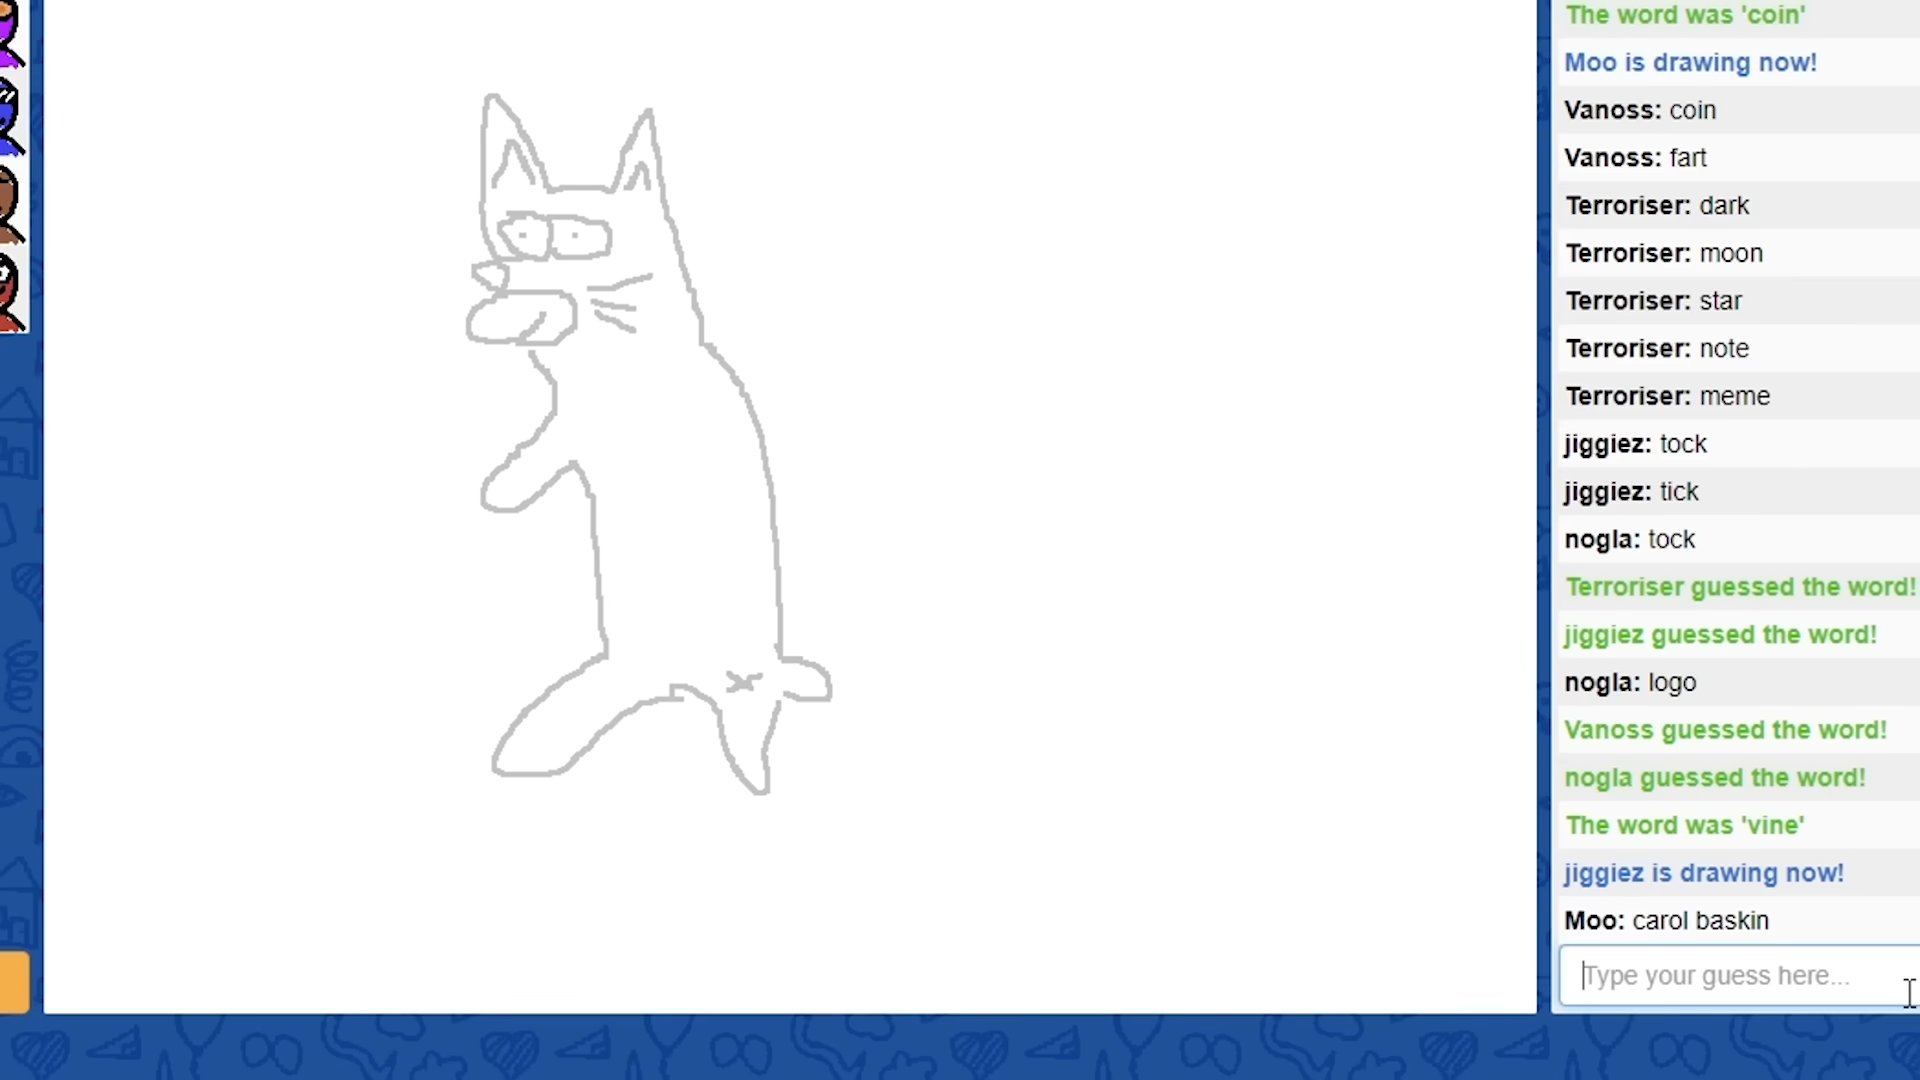 The word was 'coin'
Moo is drawing now!
Vanoss: coin
Vanoss: fart
Terroriser: dark
Terroriser: moon
Terroriser: star
Terroriser: note
Terroriser: meme
jiggiez: tock
jiggiez: tick
nogla: tock
Terroriser guessed the word!
jiggiez guessed the word!
nogla: logo
Vanoss guessed the word!
nogla guessed the word!
The word was 'vine'
jiggiez is drawing now!
Moo: carol baskin
Type your guess here...